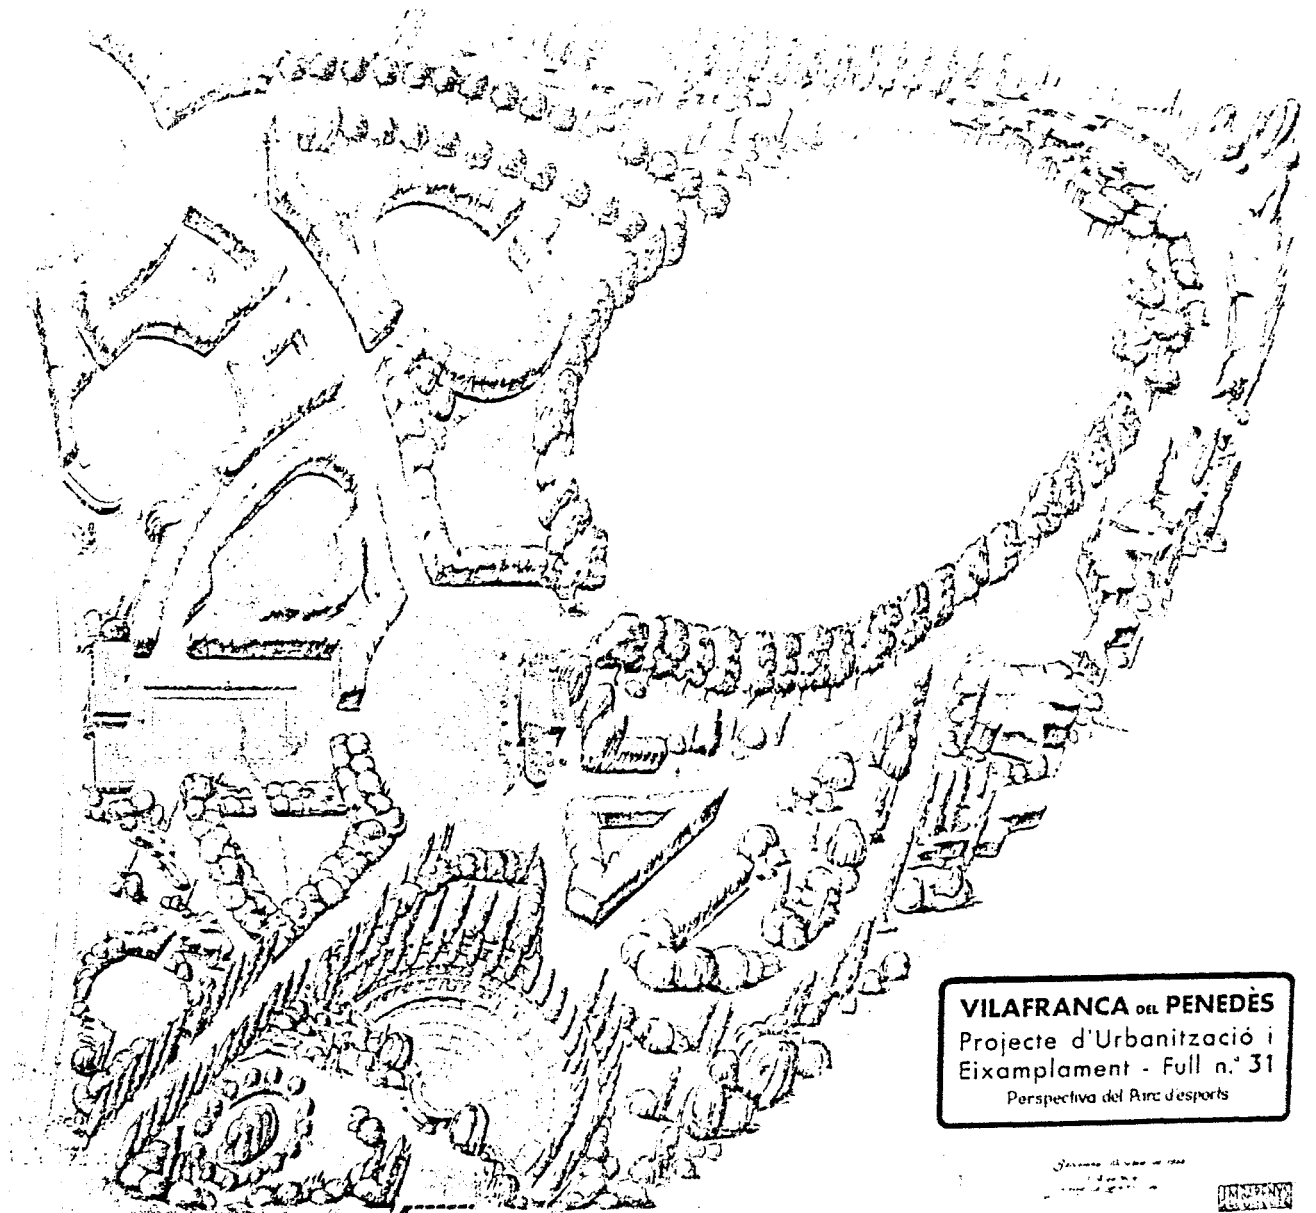 VILAFRANCA DEL PENEDÈS
Projecte d'Urbanització i
Eixamplament - Full n.º 31
Perspectiva del Parc d'esports